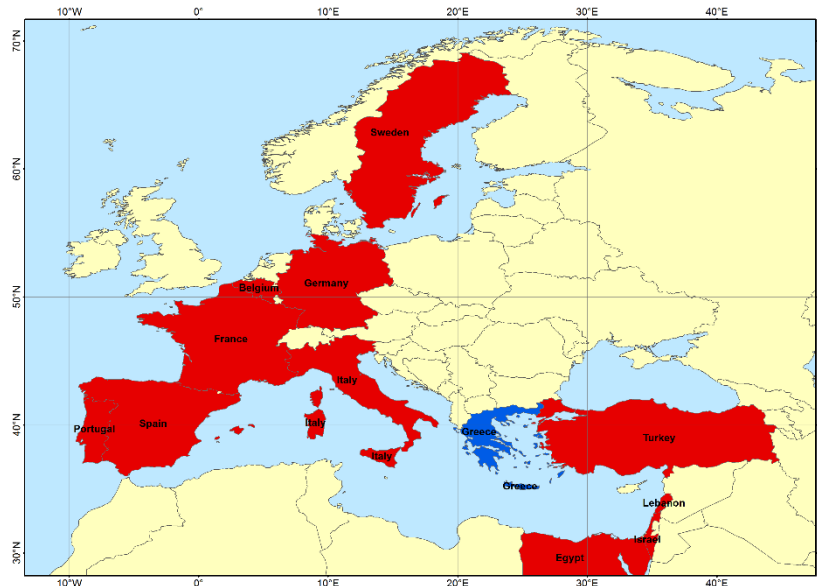 10°W 0° 10°E 20°E 30°E 40°E
70°N
Sweden
60°N
Belgium
Germany
50°N
France
Italy
40°N
Portugal
Spain
Italy
Greece
Turkey
Italy
Greece
Lebanon
Israel
30°N
Egypt
10°W 0° 10°E 20°E 30°E 40°E